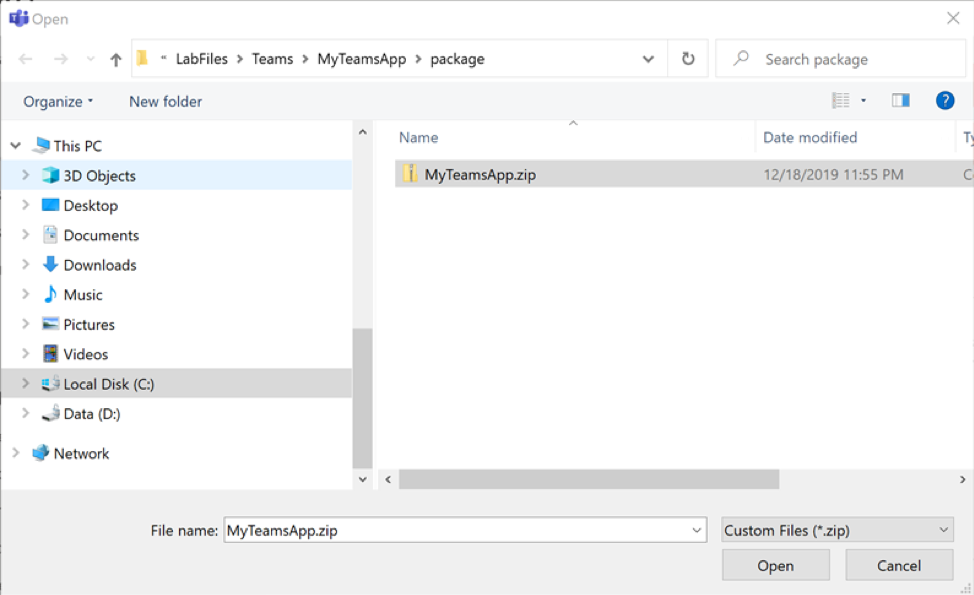 Open
« LabFiles > Teams > MyTeamsApp > package
Search package
Organize
New folder
?
Name
Date modified
This PC
3D Objects
MyTeamsApp.zip
12/18/2019 11:55 PM
Desktop
Documents
Downloads
Music
Pictures
Videos
Local Disk (C:)
Data (D:)
Network
File name:
MyTeamsApp.zip
Custom Files (*.zip)
Open
Cancel